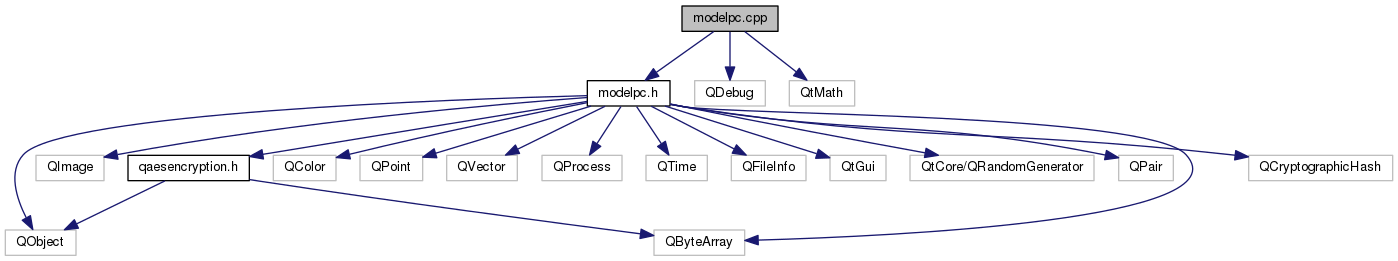 modelpc.cpp
modelpc.h
QDebug
QtMath
QImage
qaesencryption.h
QColor
QPoint
QVector
QProcess
QTime
QFileInfo
QtGui
QtCore/QRandomGenerator
QPair
QCryptographicHash
QObject
QByteArray